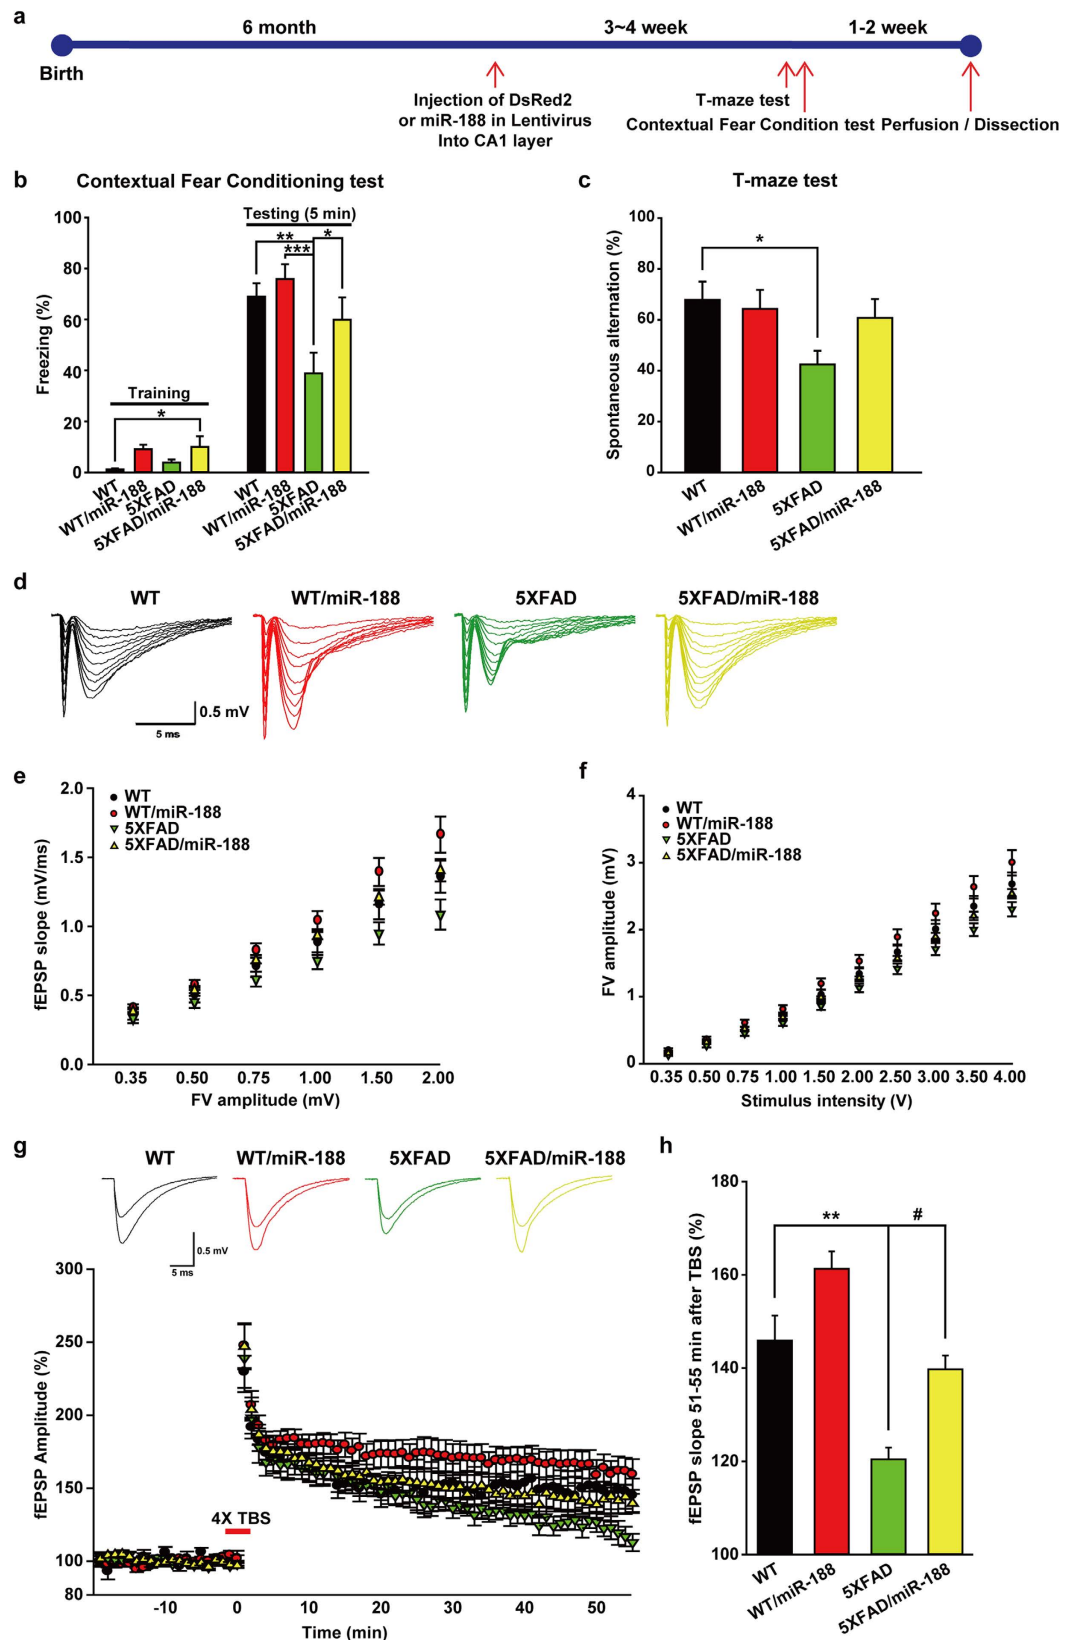 a
6 month
3~4 week
1-2 week
Birth
Injection of DsRed2
or miR-188 in Lentivirus
Into CA1 layer
T-maze test
Contextual Fear Condition test
Perfusion / Dissection
b
Contextual Fear Conditioning test
Testing (5 min)
**
*
***
Training
*
Freezing (%)
100
80
60
40
20
0
WT
WT/miR-188
5XFAD
5XFAD/miR-188
WT
WT/miR-188
5XFAD
5XFAD/miR-188
c
T-maze test
*
Spontaneous alternation (%)
100
80
60
40
20
0
WT
WT/miR-188
5XFAD
5XFAD/miR-188
d
WT
WT/miR-188
5XFAD
5XFAD/miR-188
0.5 mV
5 ms
e
fEPSP slope (mV/ms)
2.0
1.5
1.0
0.5
0.0
WT
WT/miR-188
5XFAD
5XFAD/miR-188
0.35 0.50 0.75 1.00 1.50 2.00
FV amplitude (mV)
f
FV amplitude (mV)
4
3
2
1
0
WT
WT/miR-188
5XFAD
5XFAD/miR-188
0.35 0.50 0.75 1.00 1.50 2.00 2.50 3.00 3.50 4.00
Stimulus intensity (V)
g
WT
WT/miR-188
5XFAD
5XFAD/miR-188
0.5 mV
5 ms
fEPSP Amplitude (%)
300
250
200
150
100
80
4X TBS
-10 0 10 20 30 40 50
Time (min)
h
fEPSP slope 51-55 min after TBS (%)
180
160
140
120
100
**
#
WT
WT/miR-188
5XFAD
5XFAD/miR-188